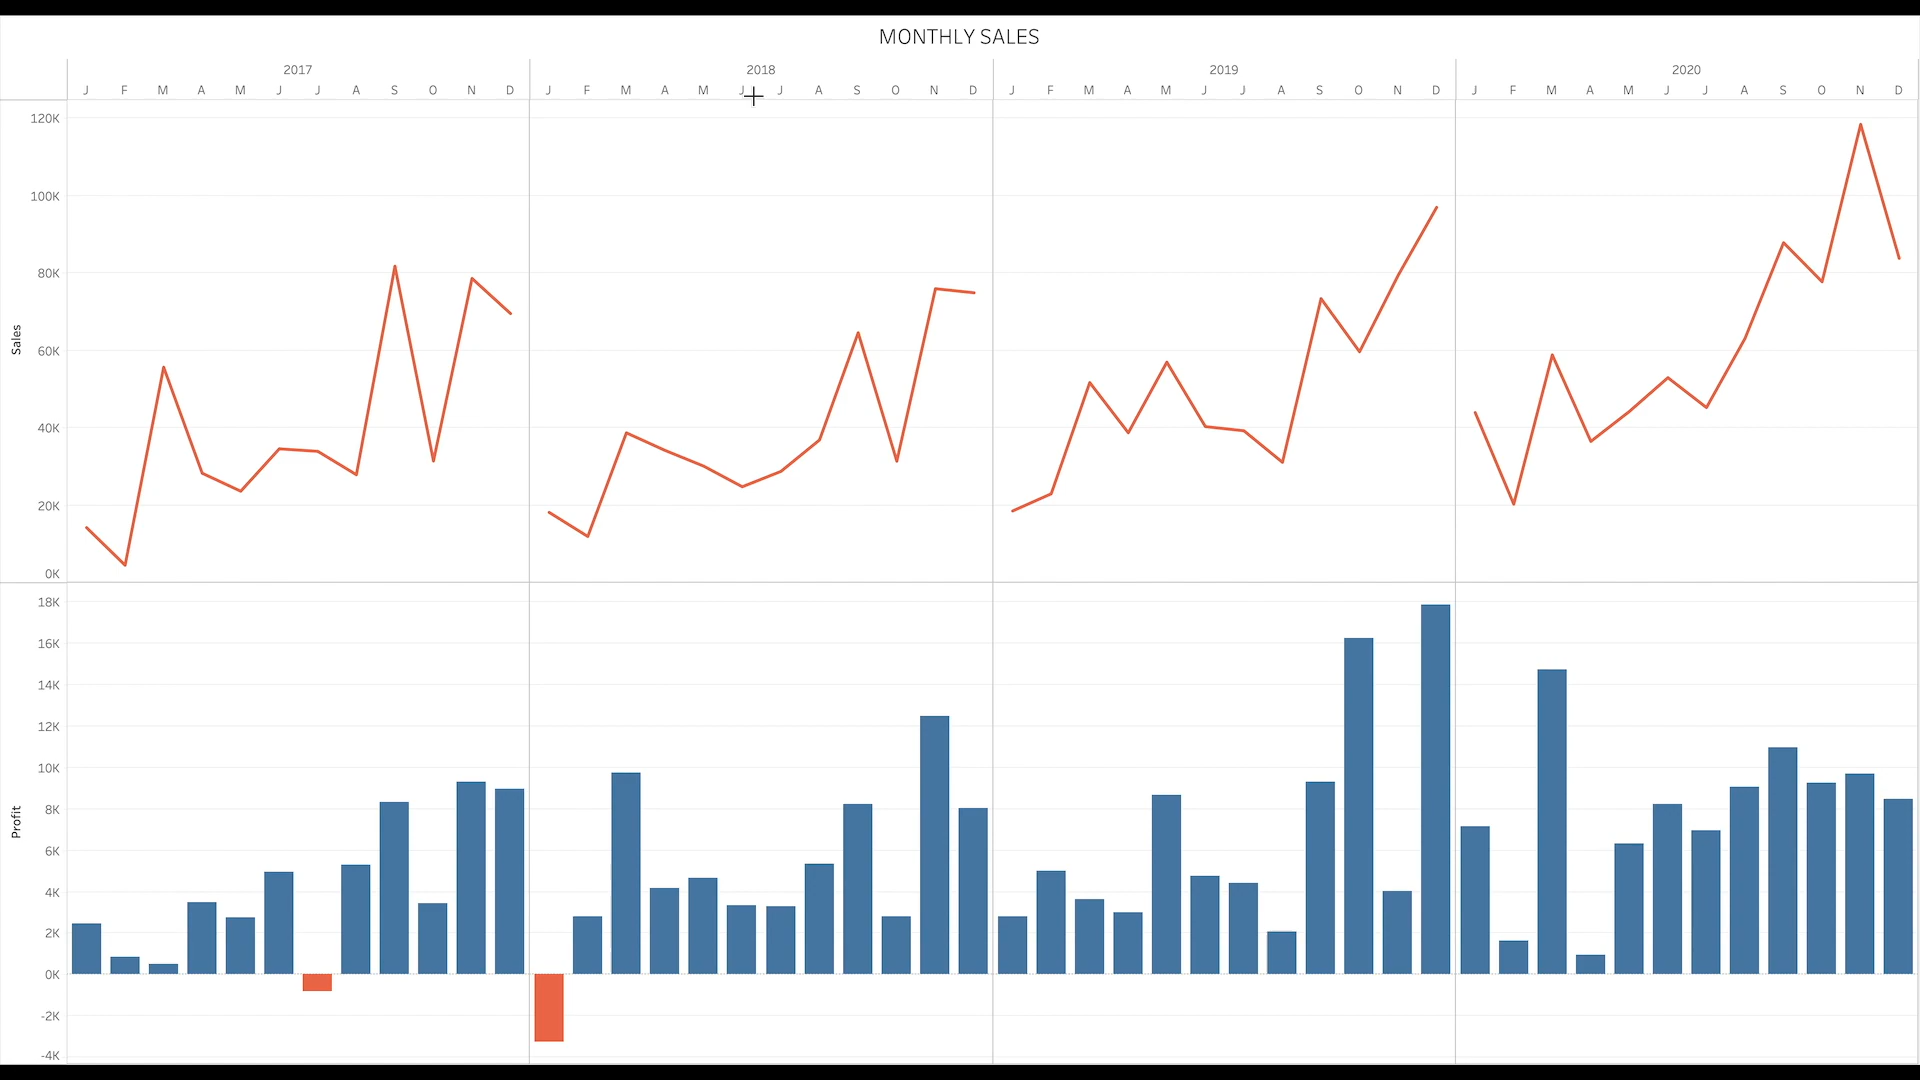 MONTHLY SALES
2017 2018 2019 2020
J F M A M J J A S O N D J F M A M J J A S O N D J F M A M J J A S O N D J F M A M J J A S O N D
120K
100K
80K
Sales
60K
40K
20K
0K
18K
16K
14K
12K
10K
Profit
8K
6K
4K
2K
0K
-2K
-4K